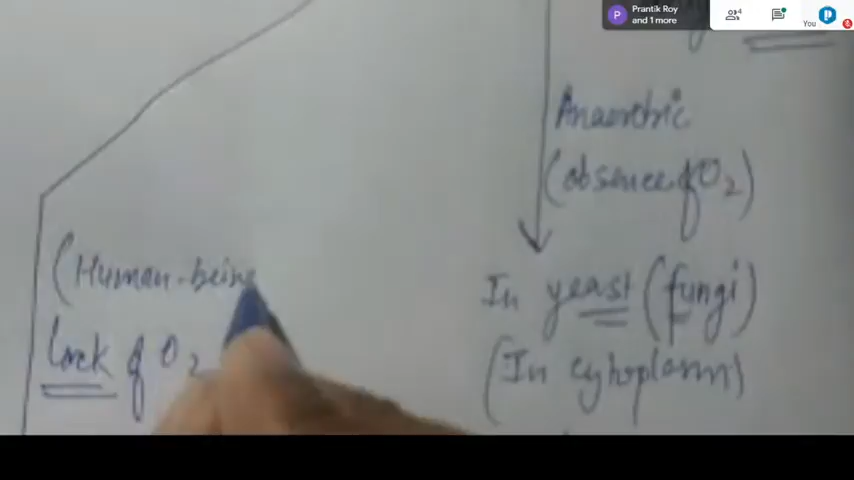 Prantik Roy
and 1 more
4
You
Anaerobic
(absence of O2)
(Human-being
lack of O2
In yeast (fungi)
(In cytoplasm)